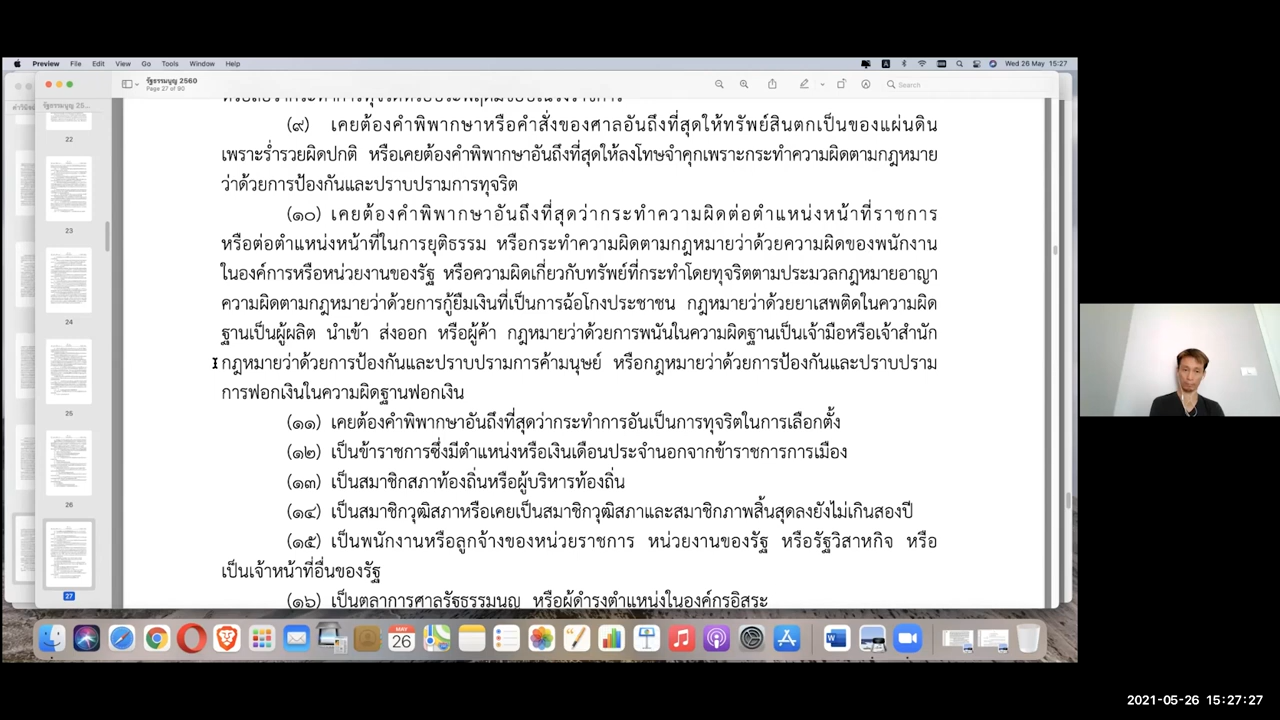 Preview File Edit View Go Tools Window Help
Wed 26 May 15:27
รัฐธรรมนูญ 2560
Page 27 of 90
Search
รัฐธรรมนูญ 25...
22
23
24
25
26
27
(๙) เคยต้องคำพิพากษาหรือคำสั่งของศาลอันถึงที่สุดให้ทรัพย์สินตกเป็นของแผ่นดิน
เพราะร่ำรวยผิดปกติ หรือเคยต้องคำพิพากษาอันถึงที่สุดให้ลงโทษจำคุกเพราะกระทำความผิดตามกฎหมาย
ว่าด้วยการป้องกันและปราบปรามการทุจริต
(๑๐) เคยต้องคำพิพากษาอันถึงที่สุดว่ากระทำความผิดต่อตำแหน่งหน้าที่ราชการ
หรือต่อตำแหน่งหน้าที่ในการยุติธรรม หรือกระทำความผิดตามกฎหมายว่าด้วยความผิดของพนักงาน
ในองค์การหรือหน่วยงานของรัฐ หรือความผิดเกี่ยวกับทรัพย์ที่กระทำโดยทุจริตตามประมวลกฎหมายอาญา
ความผิดตามกฎหมายว่าด้วยการกู้ยืมเงินที่เป็นการฉ้อโกงประชาชน กฎหมายว่าด้วยยาเสพติดในความผิด
ฐานเป็นผู้ผลิต นำเข้า ส่งออก หรือผู้ค้า กฎหมายว่าด้วยการพนันในความผิดฐานเป็นเจ้ามือหรือเจ้าสำนัก
กฎหมายว่าด้วยการป้องกันและปราบปรามการค้ามนุษย์ หรือกฎหมายว่าด้วยการป้องกันและปราบปราม
การฟอกเงินในความผิดฐานฟอกเงิน
(๑๑) เคยต้องคำพิพากษาอันถึงที่สุดว่ากระทำการอันเป็นการทุจริตในการเลือกตั้ง
(๑๒) เป็นข้าราชการซึ่งมีตำแหน่งหรือเงินเดือนประจำนอกจากข้าราชการการเมือง
(๑๓) เป็นสมาชิกสภาท้องถิ่นหรือผู้บริหารท้องถิ่น
(๑๔) เป็นสมาชิกวุฒิสภาหรือเคยเป็นสมาชิกวุฒิสภาและสมาชิกภาพสิ้นสุดลงยังไม่เกินสองปี
(๑๕) เป็นพนักงานหรือลูกจ้างของหน่วยราชการ หน่วยงานของรัฐ หรือรัฐวิสาหกิจ หรือ
เป็นเจ้าหน้าที่อื่นของรัฐ
(๑๖) เป็นตุลาการศาลรัฐธรรมนูญ หรือผู้ดำรงตำแหน่งในองค์กรอิสระ
MAY
26
2021-05-26 15:27:27